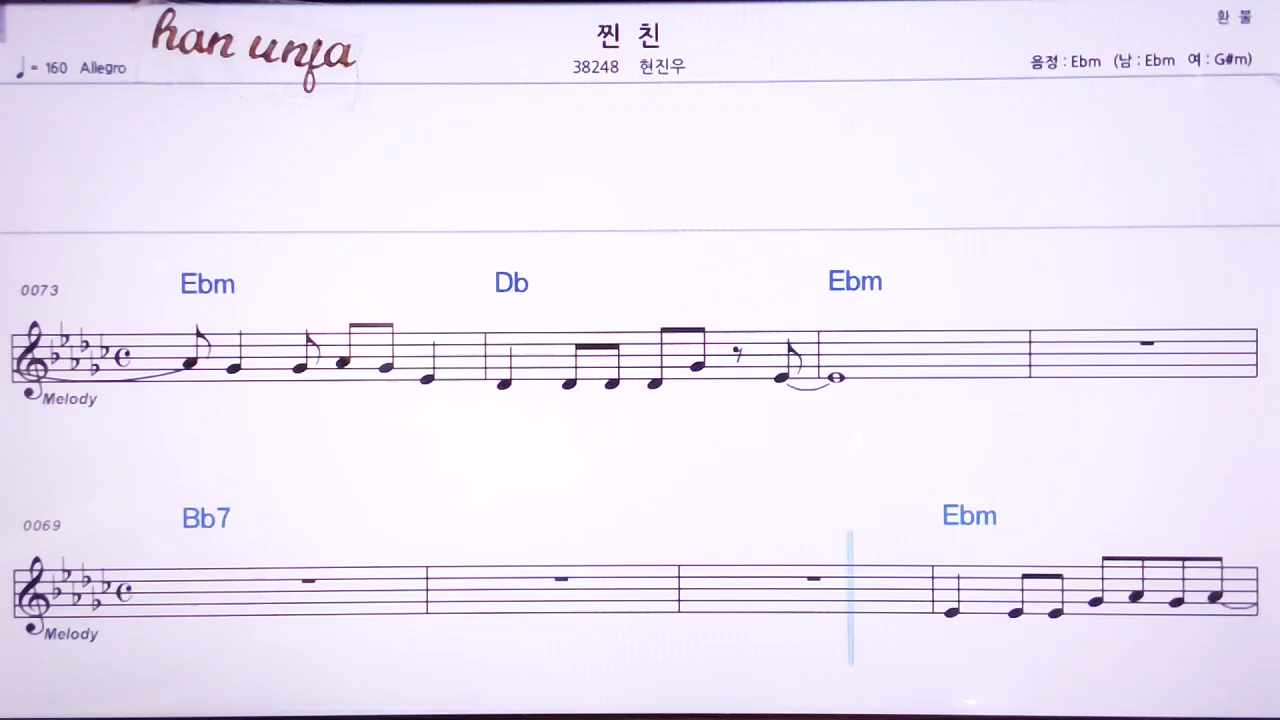 환 불
han unfa
찐 친
♩= 160 Allegro
38248 현진우
음정 : Ebm (남 : Ebm 여 : G#m)
Ebm Db Ebm
0073
Melody
Bb7 Ebm
0069
Melody